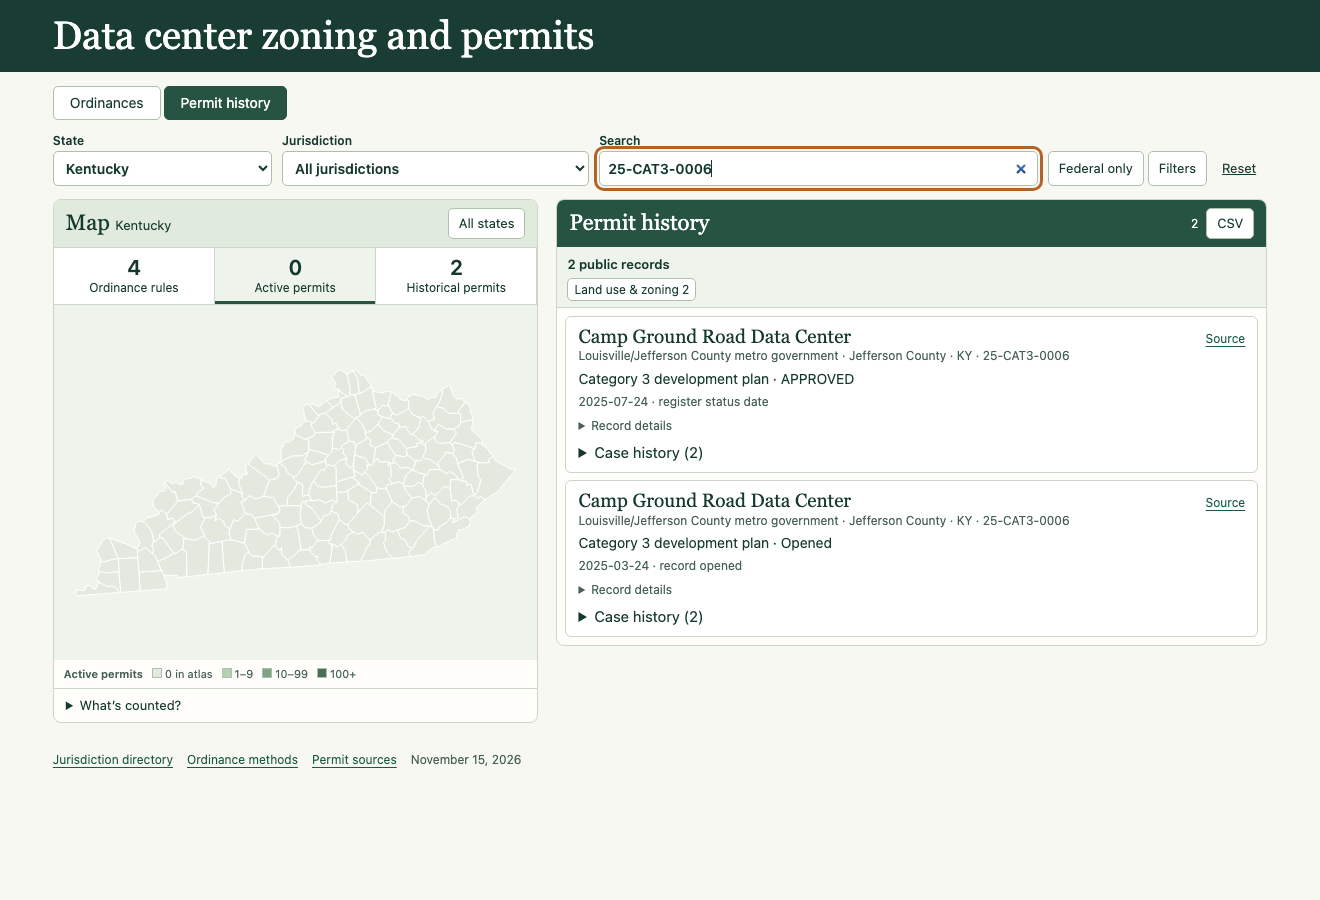 Data center zoning and permits
Ordinances
Permit history
State
Jurisdiction
Search
Kentucky
All jurisdictions
25-CAT3-0006
Federal only
Filters
Reset
Map Kentucky
All states
4
Ordinance rules
0
Active permits
2
Historical permits
Active permits 0 in atlas 1–9 10–99 100+
What's counted?
Permit history
2
CSV
2 public records
Land use & zoning 2
Camp Ground Road Data Center
Source
Louisville/Jefferson County metro government · Jefferson County · KY · 25-CAT3-0006
Category 3 development plan · APPROVED
2025-07-24 · register status date
Record details
Case history (2)
Camp Ground Road Data Center
Source
Louisville/Jefferson County metro government · Jefferson County · KY · 25-CAT3-0006
Category 3 development plan · Opened
2025-03-24 · record opened
Record details
Case history (2)
Jurisdiction directory Ordinance methods Permit sources November 15, 2026